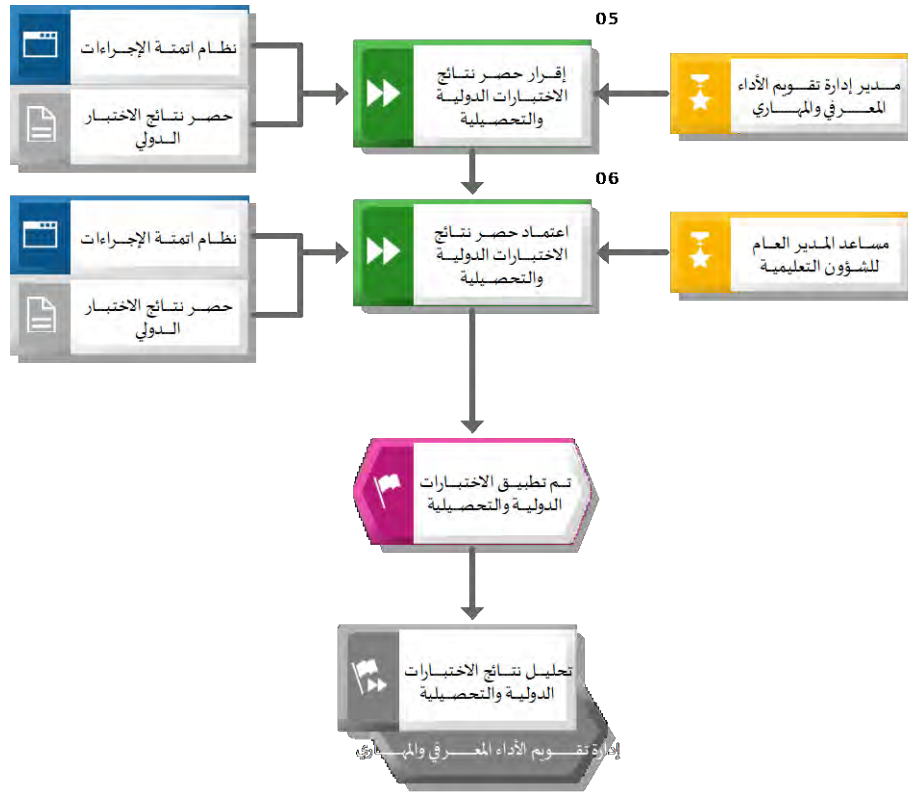 05
نظام اتمتة الإجراءات
إقرار حصر نتائج
الاختبارات الدولية
والتحصيلية
مدير إدارة تقويم الأداء
المعرفي والمهاري
حصر نتائج الاختبار
الدولي
06
نظام اتمتة الإجراءات
اعتماد حصر نتائج
الاختبارات الدولية
والتحصيلية
مساعد المدير العام
للشؤون التعليمية
حصر نتائج الاختبار
الدولي
تم تطبيق الاختبارات
الدولية والتحصيلية
تحليل نتائج الاختبارات
الدولية والتحصيلية
إدارة تقويم الأداء المعرفي والمهاري